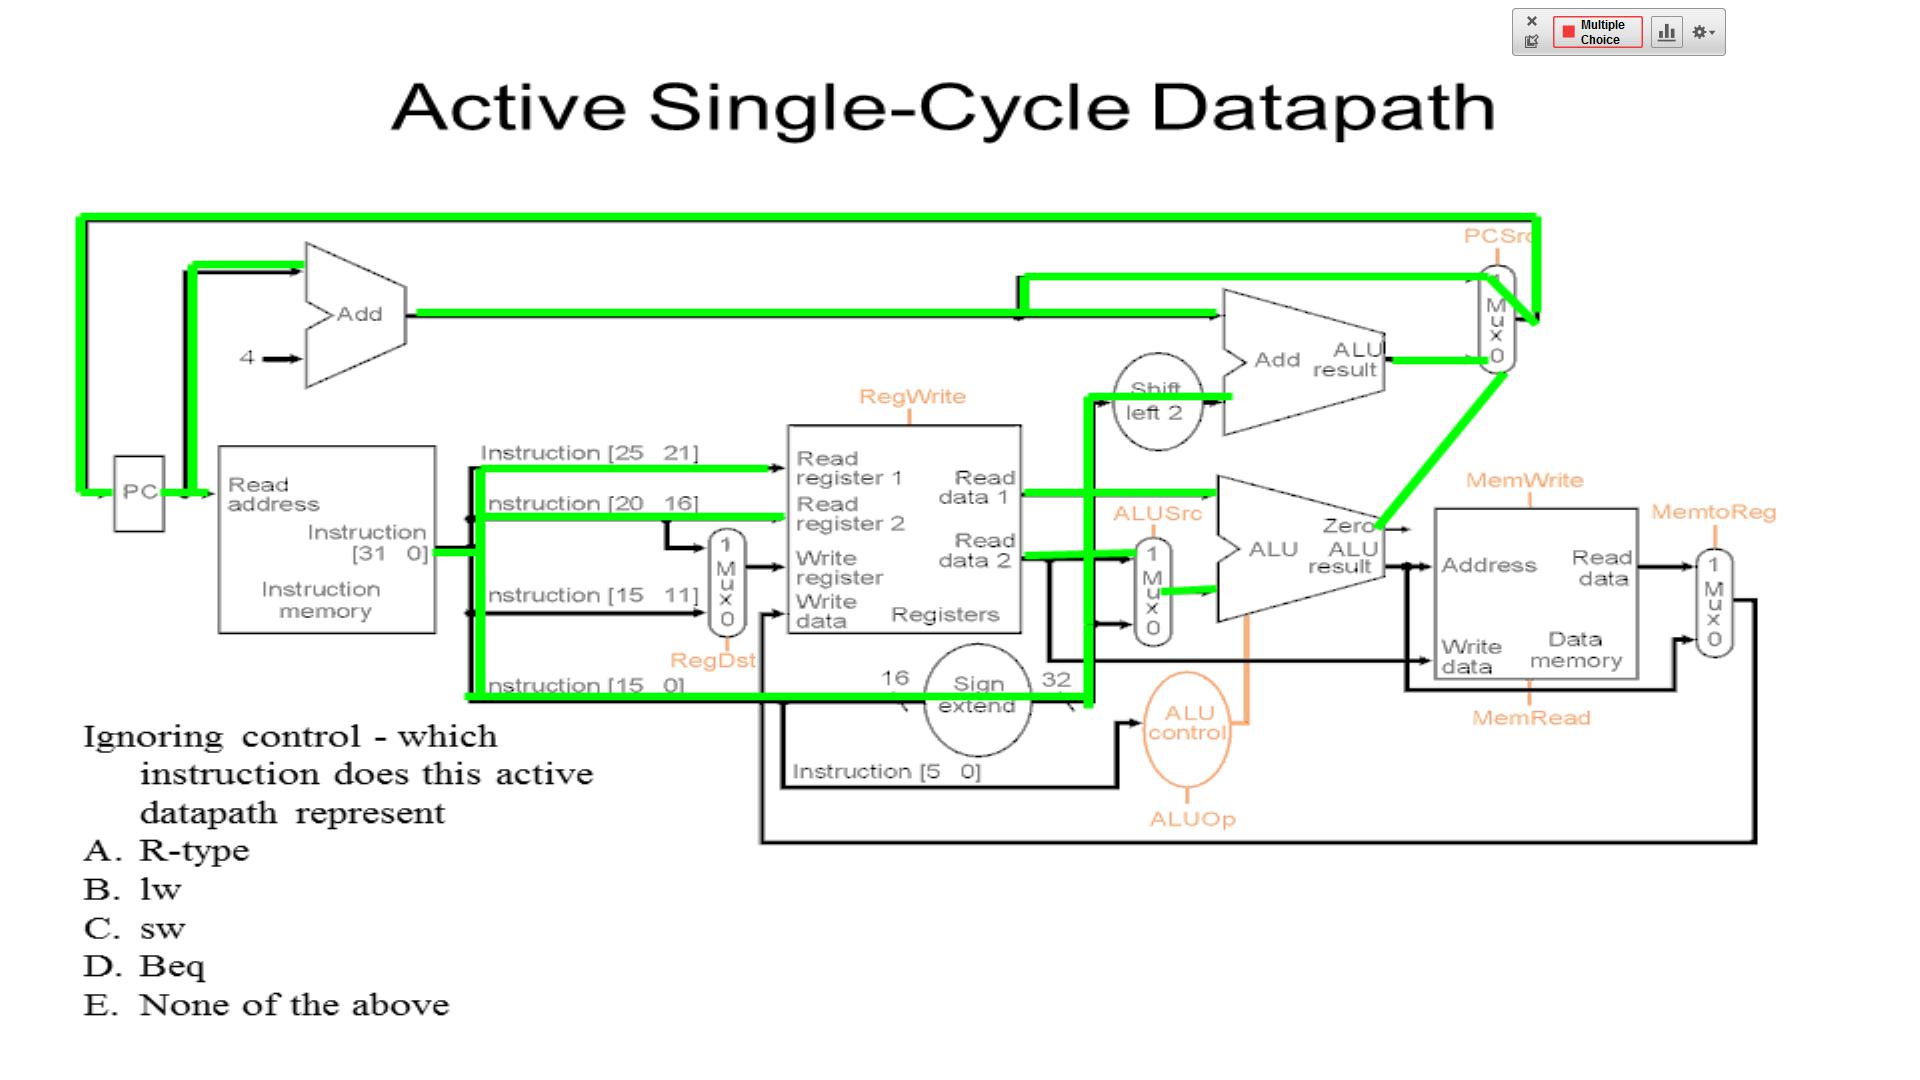 Multiple
Choice
Active Single-Cycle Datapath
PCSrc
Add
4
M
u
x
0
Add
ALU
result
Shift
left 2
RegWrite
PC
Read
address
Instruction
[31 0]
Instruction
memory
Instruction [25 21]
nstruction [20 16]
nstruction [15 11]
nstruction [15 0]
1
M
u
x
0
RegDst
Read
register 1
Read
register 2
Write
register
Write
data
Read
data 1
Read
data 2
Registers
16
Sign
extend
32
ALUSrc
1
M
u
x
0
Zero
ALU
ALU
result
ALU
control
ALUOp
Instruction [5 0]
MemWrite
Address
Read
data
Write
data
Data
memory
MemRead
MemtoReg
1
M
u
x
0
Ignoring control - which
instruction does this active
datapath represent
A. R-type
B. lw
C. sw
D. Beq
E. None of the above